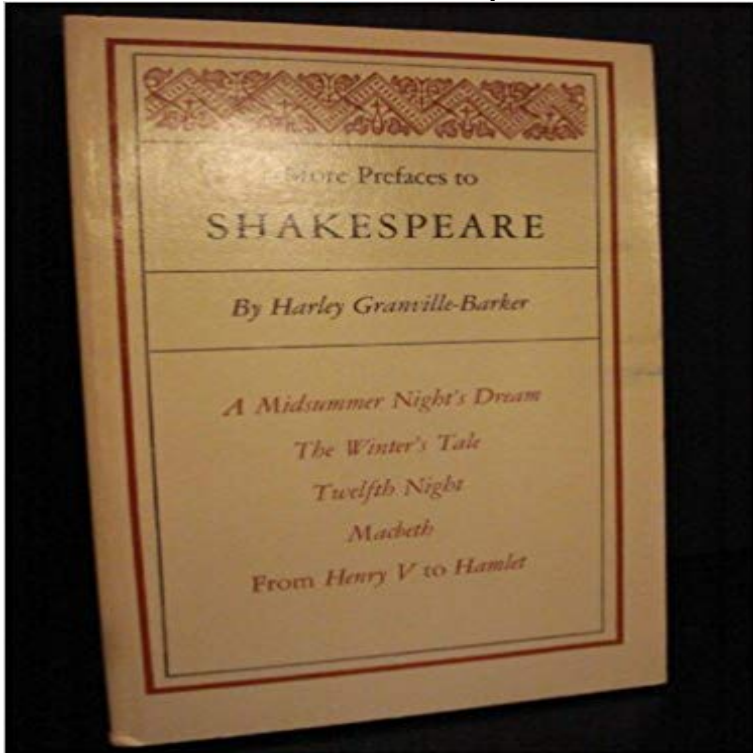 More Prefaces to
SHAKESPEARE
By Harley Granville-Barker
A Midsummer Night's Dream
The Winter's Tale
Twelfth Night
Macbeth
From Henry V to Hamlet